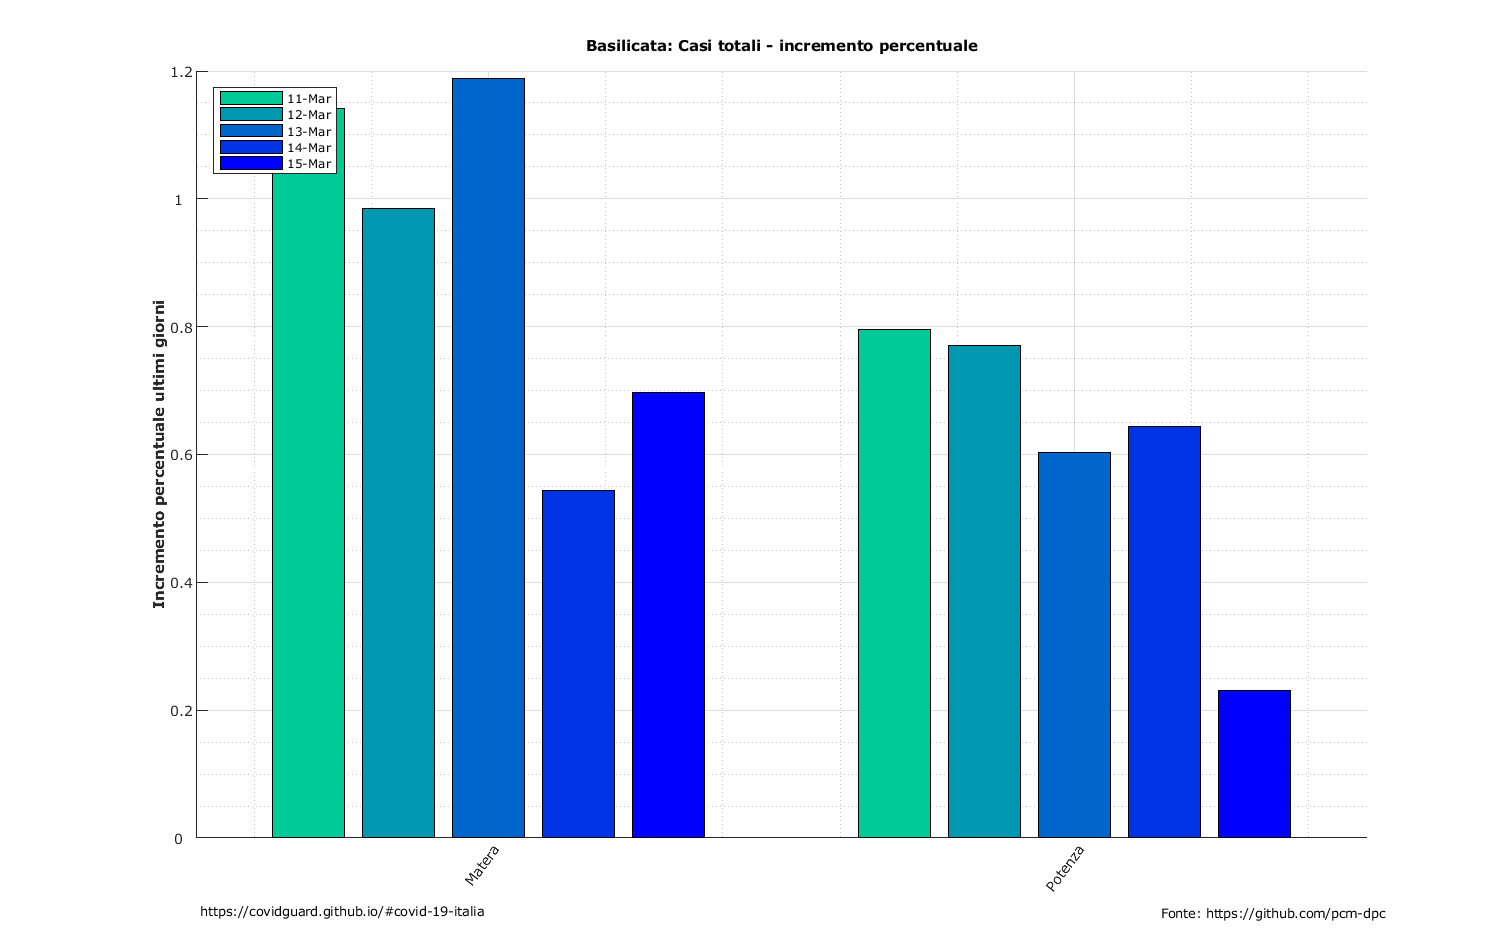 Basilicata: Casi totali - incremento percentuale
Incremento percentuale ultimi giorni
1.2
1
0.8
0.6
0.4
0.2
0
11-Mar
12-Mar
13-Mar
14-Mar
15-Mar
Matera
Potenza
https://covidguard.github.io/#covid-19-italia
Fonte: https://github.com/pcm-dpc